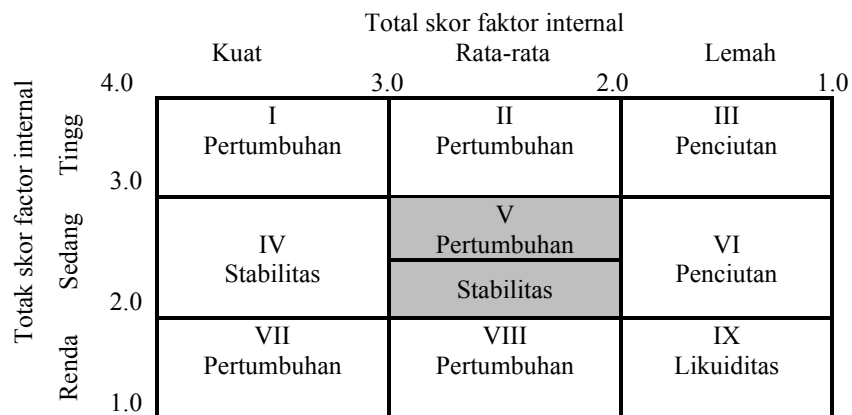 Total skor faktor internal
Kuat Rata-rata Lemah
4.0 3.0 2.0 1.0
Totak skor factor internal
Tingg
I II III
Pertumbuhan Pertumbuhan Penciutan
3.0
Sedang
V
Pertumbuhan
IV VI
Stabilitas Penciutan
Stabilitas
2.0
Renda
VII VIII IX
Pertumbuhan Pertumbuhan Likuiditas
1.0